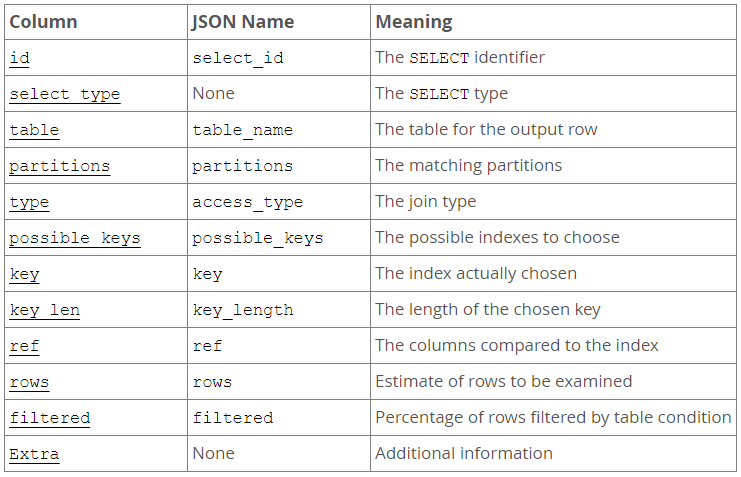 Column JSON Name Meaning
id select_id The SELECT identifier
select_type None The SELECT type
table table_name The table for the output row
partitions partitions The matching partitions
type access_type The join type
possible_keys possible_keys The possible indexes to choose
key key The index actually chosen
key_len key_length The length of the chosen key
ref ref The columns compared to the index
rows rows Estimate of rows to be examined
filtered filtered Percentage of rows filtered by table condition
Extra None Additional information